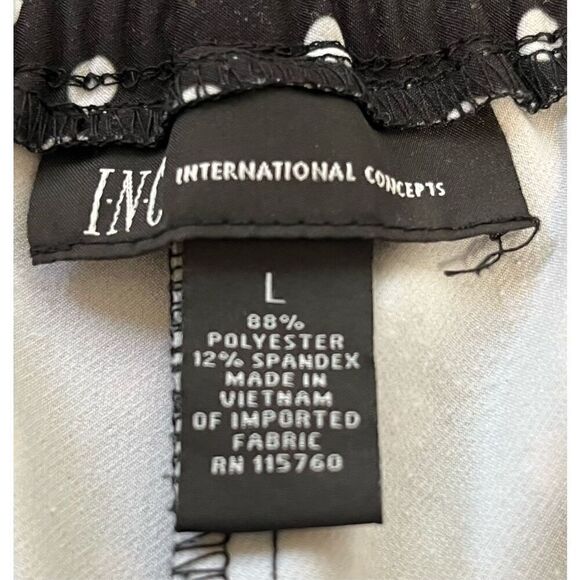 I·N·C INTERNATIONAL CONCEPTS
L
88%
POLYESTER
12% SPANDEX
MADE IN
VIETNAM
OF IMPORTED
FABRIC
RN 115760